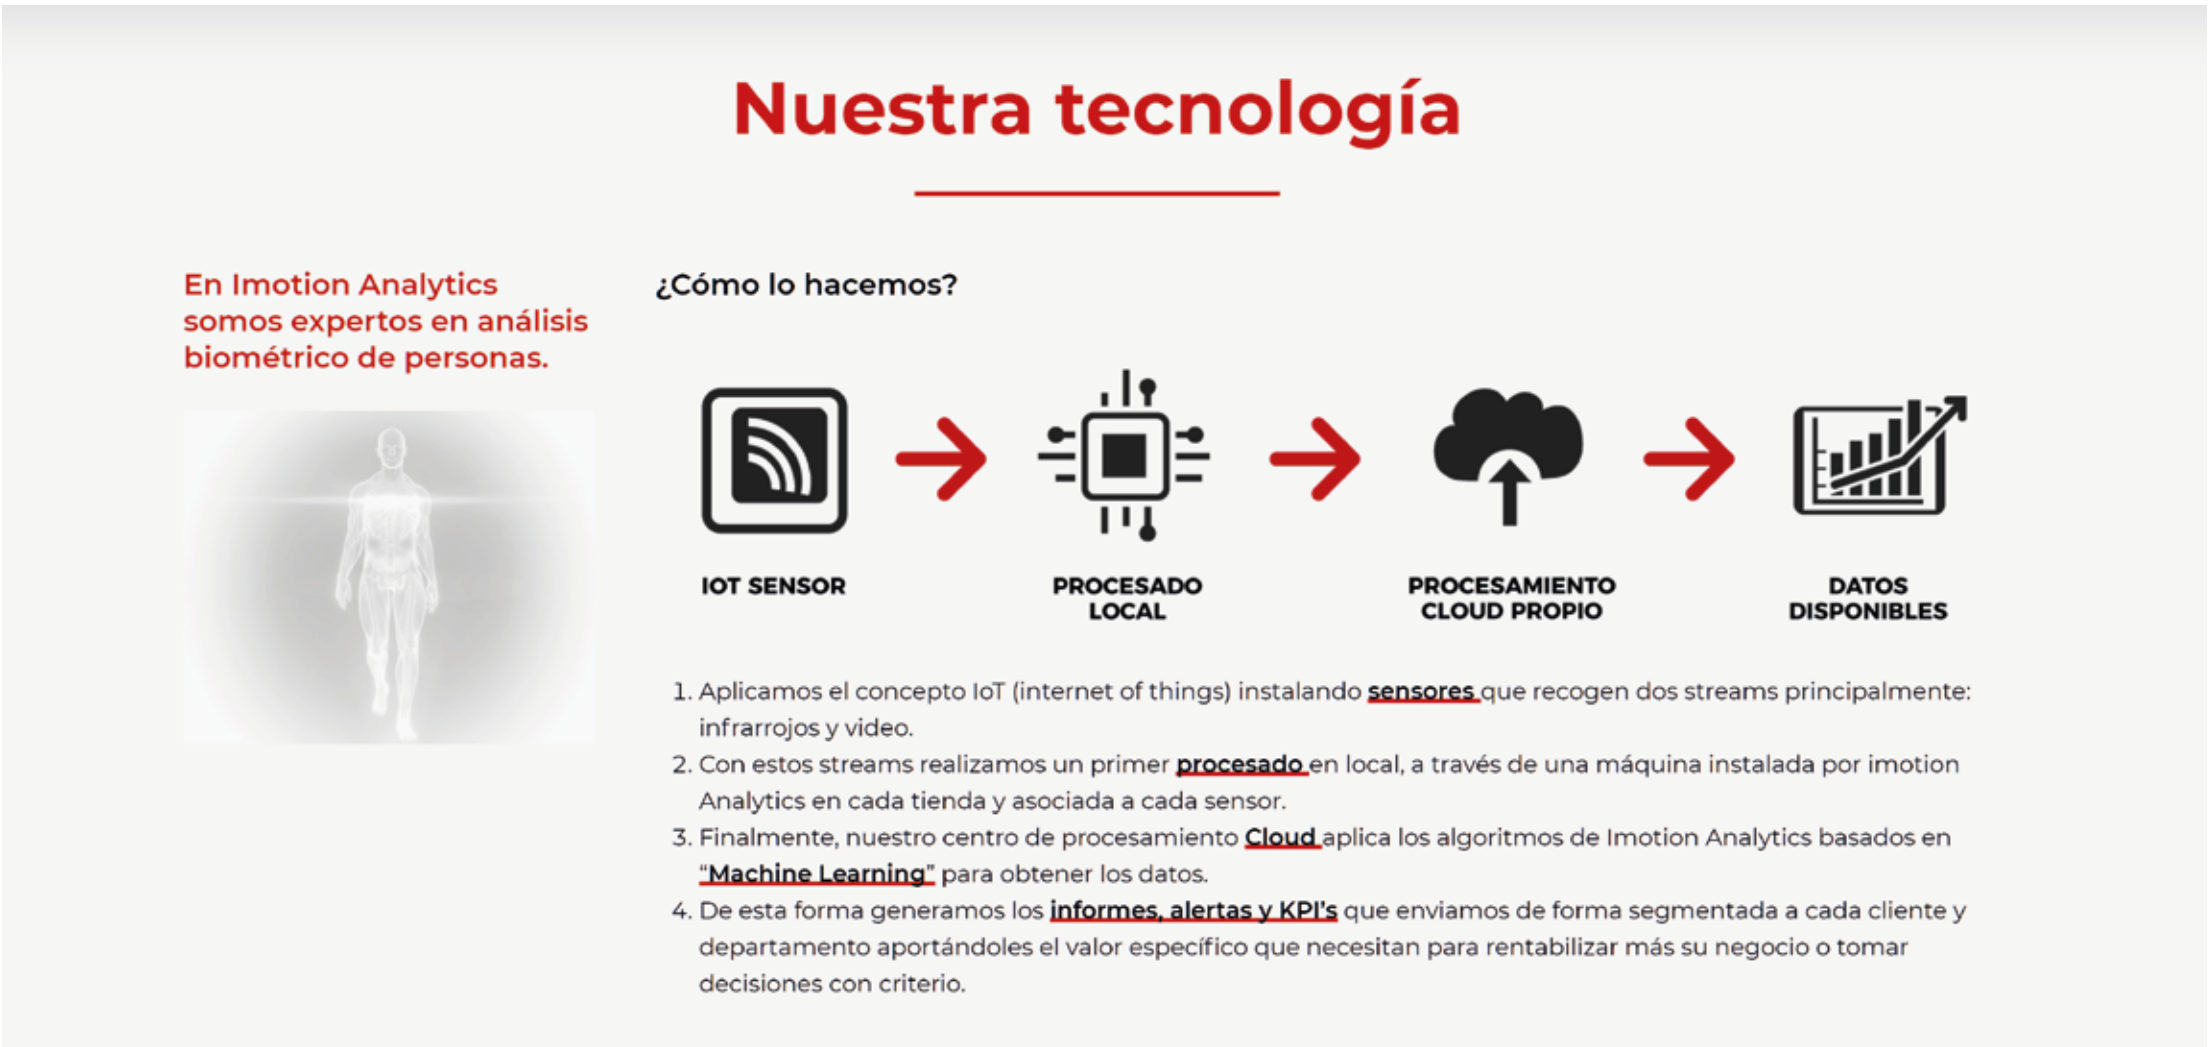 Nuestra tecnología
En Imotion Analytics
somos expertos en análisis
biométrico de personas.
¿Cómo lo hacemos?
IOT SENSOR
PROCESADO
LOCAL
PROCESAMIENTO
CLOUD PROPIO
DATOS
DISPONIBLES
1. Aplicamos el concepto IoT (internet of things) instalando sensores que recogen dos streams principalmente:
infrarrojos y video.
2. Con estos streams realizamos un primer procesado en local, a través de una máquina instalada por imotion
Analytics en cada tienda y asociada a cada sensor.
3. Finalmente, nuestro centro de procesamiento Cloud aplica los algoritmos de Imotion Analytics basados en
“Machine Learning” para obtener los datos.
4. De esta forma generamos los informes, alertas y KPI's que enviamos de forma segmentada a cada cliente y
departamento aportándoles el valor específico que necesitan para rentabilizar más su negocio o tomar
decisiones con criterio.